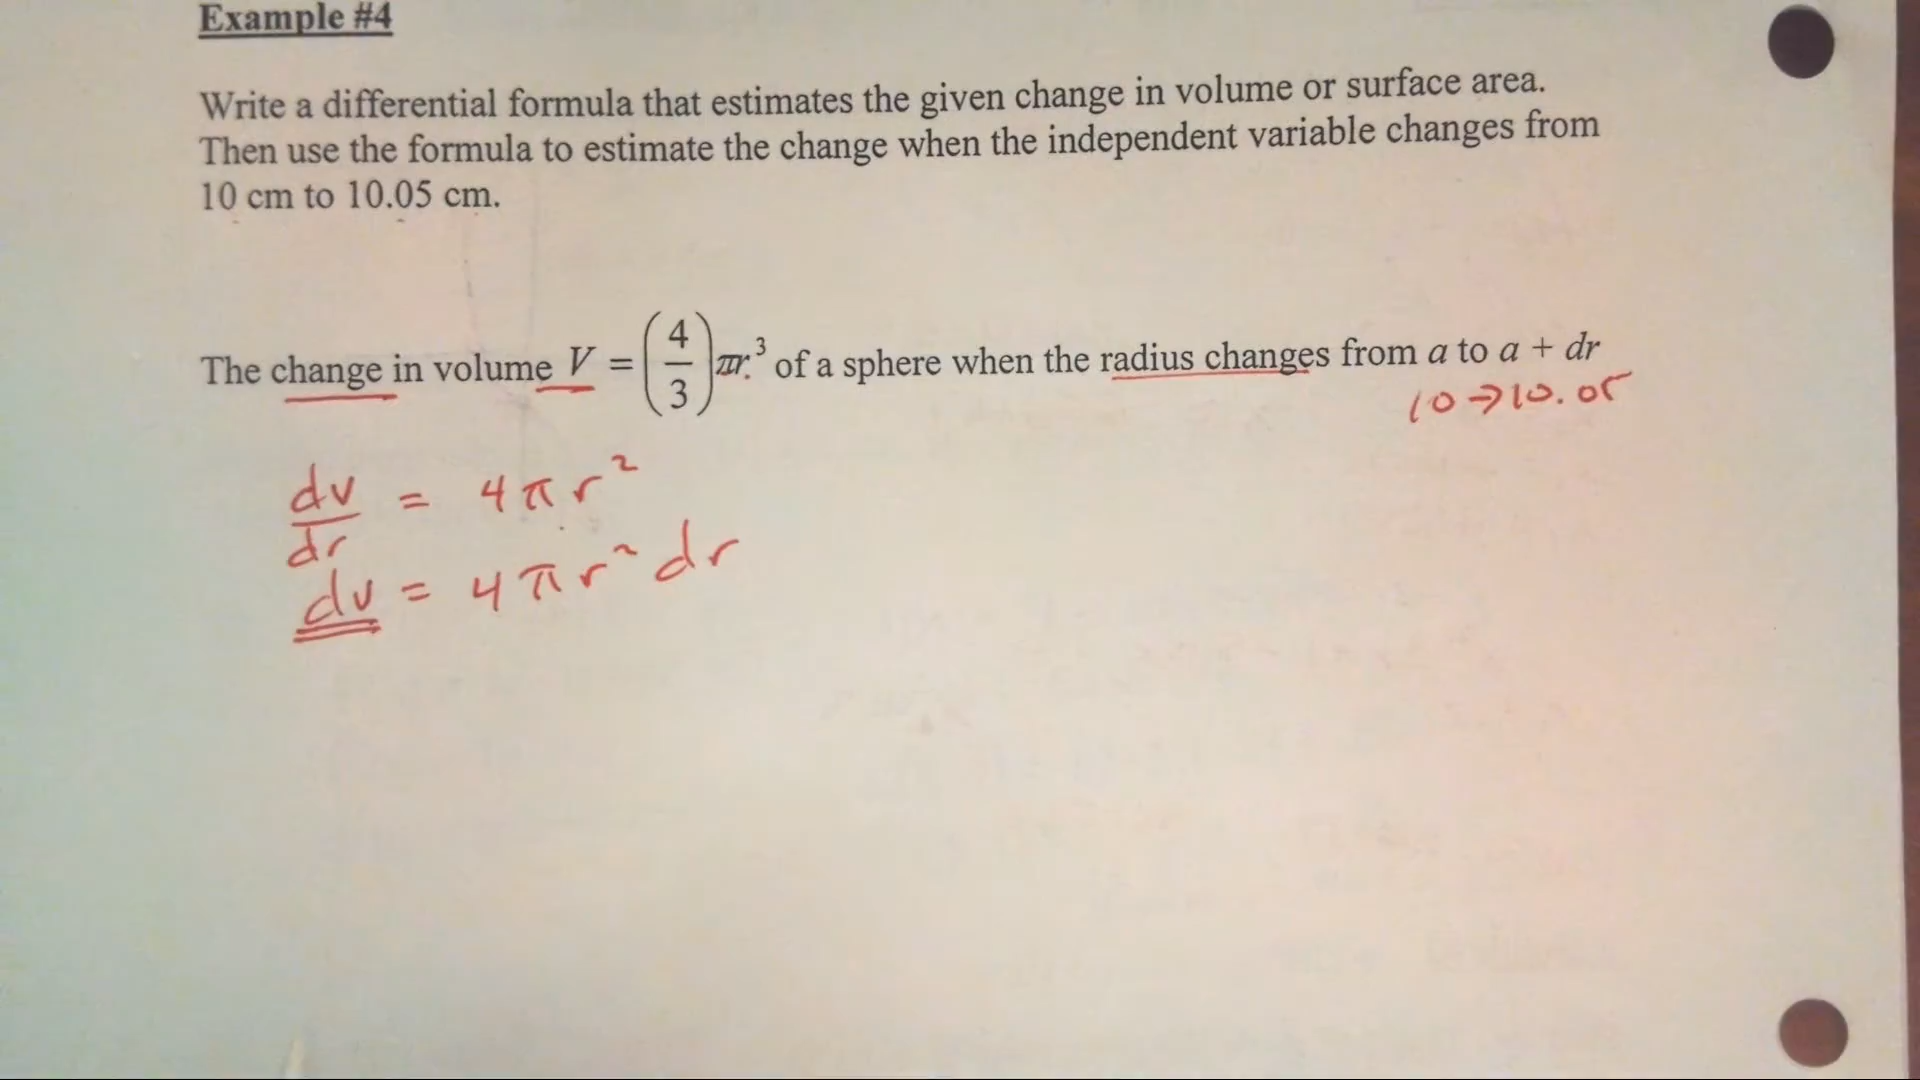 Example #4
Write a differential formula that estimates the given change in volume or surface area.
Then use the formula to estimate the change when the independent variable changes from
10 cm to 10.05 cm.
The change in volume V = (4/3)πr³ of a sphere when the radius changes from a to a + dr
10→10.05
dv/dr = 4πr²
dv = 4πr² dr